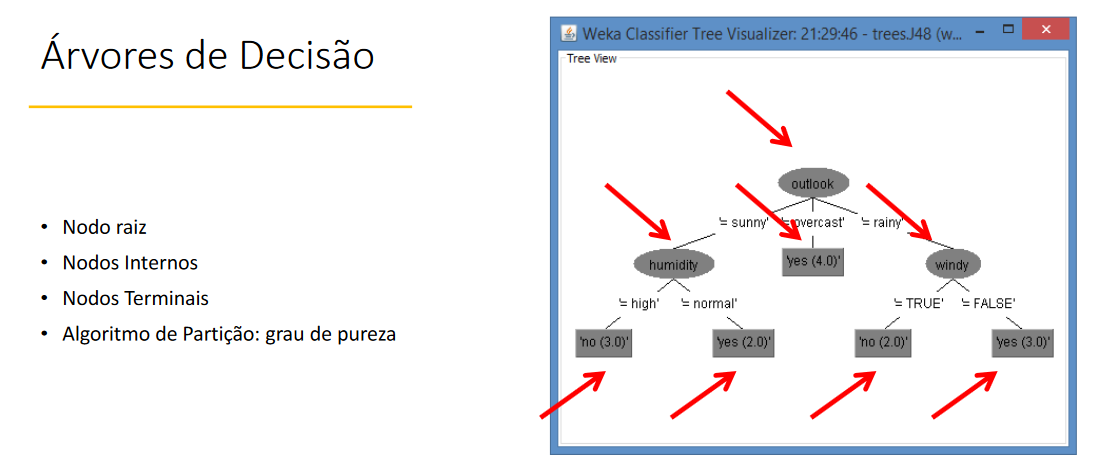 Árvores de Decisão
• Nodo raiz
• Nodos Internos
• Nodos Terminais
• Algoritmo de Partição: grau de pureza
Weka Classifier Tree Visualizer: 21:29:46 - trees.J48 (w...
Tree View
outlook
'= sunny' '= overcast' '= rainy'
humidity 'yes (4.0)' windy
'= high' '= normal' '= TRUE' '= FALSE'
'no (3.0)' 'yes (2.0)' 'no (2.0)' 'yes (3.0)'